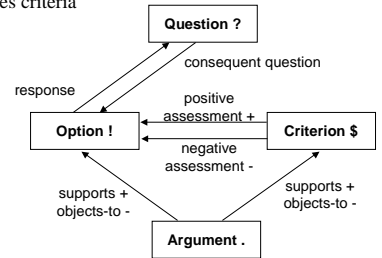 es criteria
Question ?
consequent question
response
positive
assessment +
Option !
Criterion $
negative
assessment -
supports +
objects-to -
supports +
objects-to -
Argument .